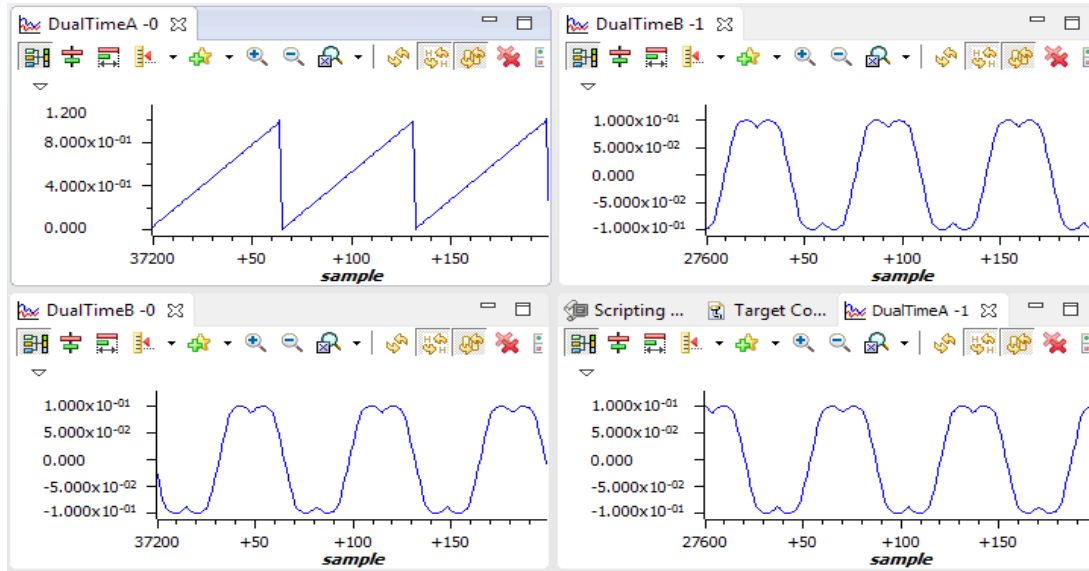 DualTimeA -0
1.200
8.000x10-01
4.000x10-01
0.000
37200 +50 +100 +150
sample
DualTimeB -1
1.000x10-01
5.000x10-02
0.000
-5.000x10-02
-1.000x10-01
27600 +50 +100 +150
sample
DualTimeB -0
1.000x10-01
5.000x10-02
0.000
-5.000x10-02
-1.000x10-01
37200 +50 +100 +150
sample
Scripting ... Target Co... DualTimeA -1
1.000x10-01
5.000x10-02
0.000
-5.000x10-02
-1.000x10-01
27600 +50 +100 +150
sample